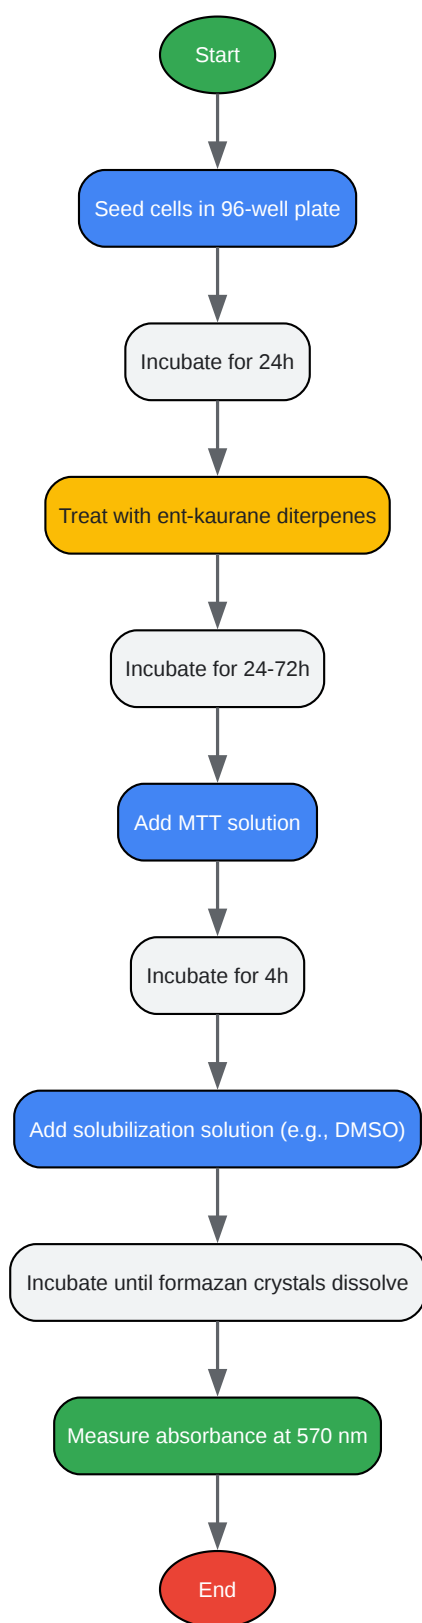 Start
Seed cells in 96-well plate
Incubate for 24h
Treat with ent-kaurane diterpenes
Incubate for 24-72h
Add MTT solution
Incubate for 4h
Add solubilization solution (e.g., DMSO)
Incubate until formazan crystals dissolve
Measure absorbance at 570 nm
End